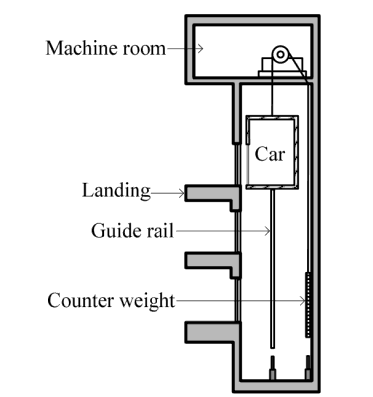 Machine room
Car
Landing
Guide rail
Counter weight